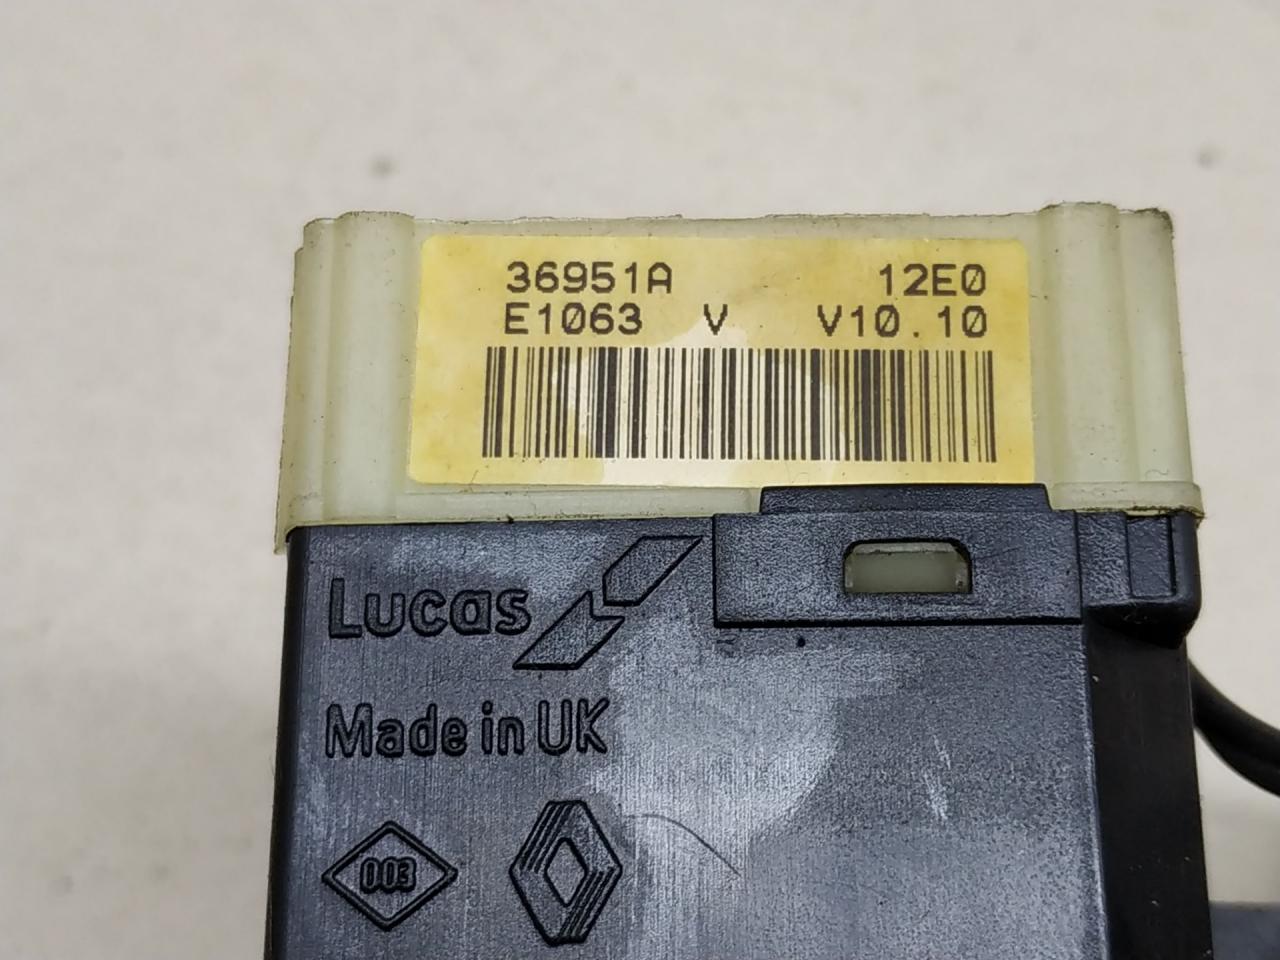 36951A 12E0
E1063 V V10.10
Lucas
Made in UK
003